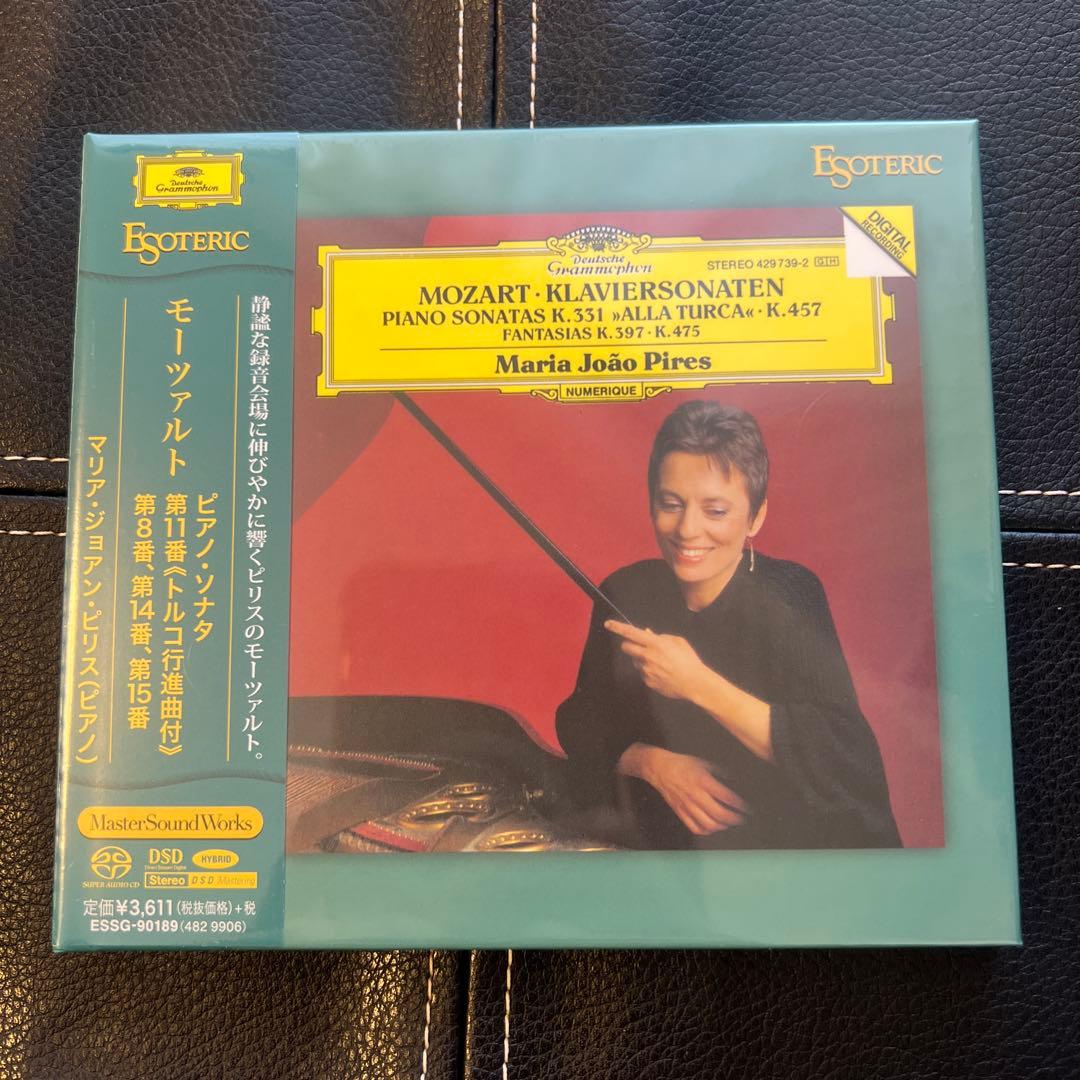 Deutsche
Grammophon
ESOTERIC
静謐な録音会場に伸びやかに響くピリスのモーツァルト。
モーツァルト
ピアノ・ソナタ
第11番《トルコ行進曲付》
第8番、第14番、第15番
マリア・ジョアン・ピリス(ピアノ)
MasterSoundWorks
SUPER AUDIO CD
DSD
Direct Stream Digital
HYBRID
Stereo
DSD Mastering
定価¥3,611(税抜価格)+税
ESSG-90189(482 9906)
ESOTERIC
DIGITAL
RECORDING
Deutsche
Grammophon
STEREO 429 739-2 GH
MOZART · KLAVIERSONATEN
PIANO SONATAS K.331 »ALLA TURCA« · K.457
FANTASIAS K.397 · K.475
Maria João Pires
NUMERIQUE